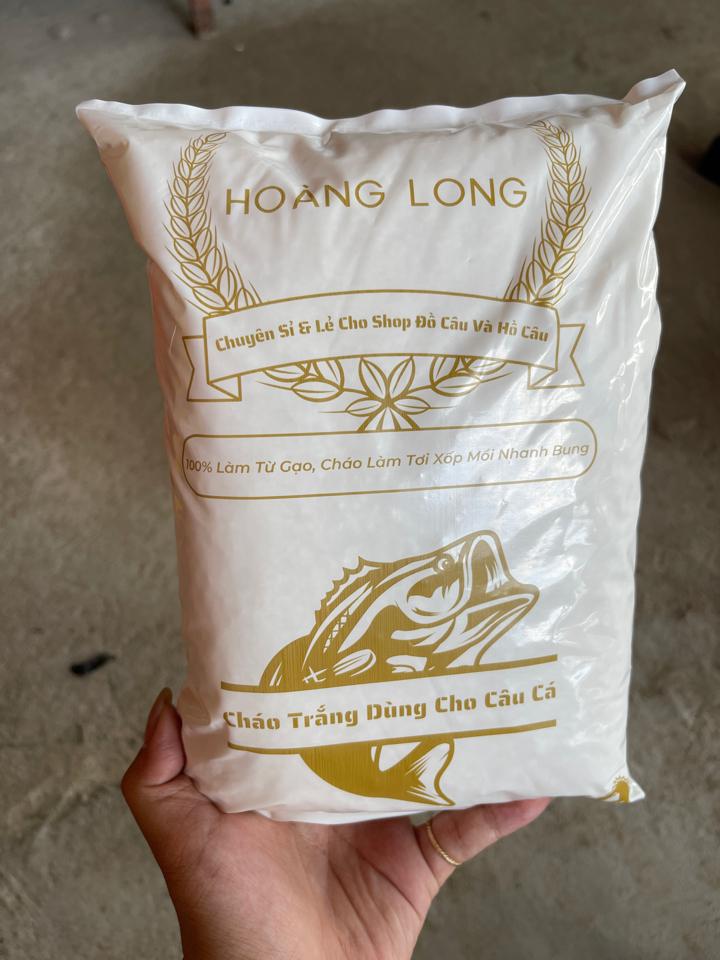 HOÀNG LONG
Chuyên Sỉ & Lẻ Cho Shop Đồ Câu Và Hồ Câu
100% Làm Từ Gạo, Cháo Làm Tơi Xốp Mồi Nhanh Bung
Cháo Trắng Dùng Cho Câu Cá